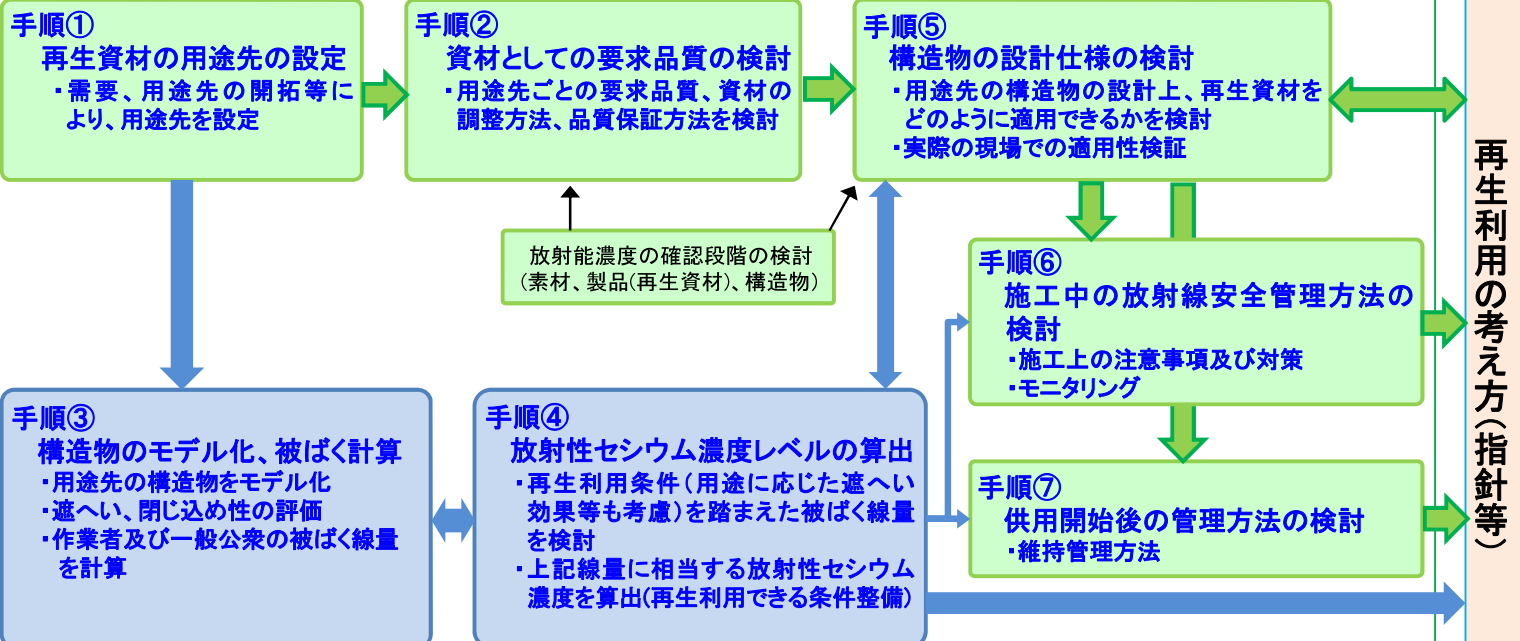 手順①
再生資材の用途先の設定
・需要、用途先の開拓等に
より、用途先を設定
手順②
資材としての要求品質の検討
・用途先ごとの要求品質、資材の
調整方法、品質保証方法を検討
手順⑤
構造物の設計仕様の検討
・用途先の構造物の設計上、再生資材を
どのように適用できるかを検討
・実際の現場での適用性検証
放射能濃度の確認段階の検討
(素材、製品(再生資材)、構造物)
手順⑥
施工中の放射線安全管理方法の
検討
・施工上の注意事項及び対策
・モニタリング
手順③
構造物のモデル化、被ばく計算
・用途先の構造物をモデル化
・遮へい、閉じ込め性の評価
・作業者及び一般公衆の被ばく線量
を計算
手順④
放射性セシウム濃度レベルの算出
・再生利用条件（用途に応じた遮へい
効果等も考慮）を踏まえた被ばく線量
を検討
・上記線量に相当する放射性セシウム
濃度を算出(再生利用できる条件整備)
手順⑦
供用開始後の管理方法の検討
・維持管理方法
再生利用の考え方（指針等）